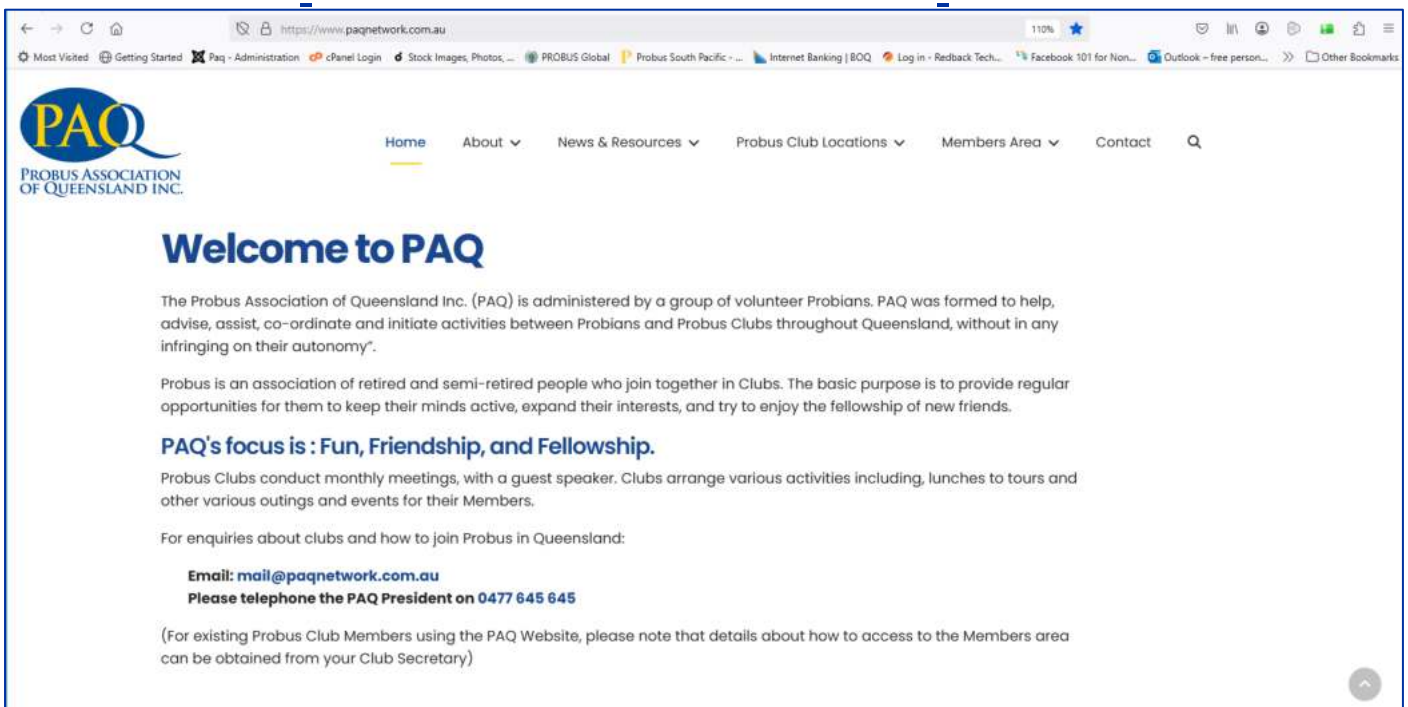 https://www.paqnetwork.com.au
110%
Most Visited
Getting Started
Paq - Administration
cPanel Login
Stock Images, Photos, ...
PROBUS Global
Probus South Pacific - ...
Internet Banking | BOQ
Log in - Redback Tech...
Facebook 101 for Non...
Outlook – free person...
Other Bookmarks
PAQ
PROBUS ASSOCIATION
OF QUEENSLAND INC.
Home
About
News & Resources
Probus Club Locations
Members Area
Contact
Welcome to PAQ
The Probus Association of Queensland Inc. (PAQ) is administered by a group of volunteer Probians. PAQ was formed to help,
advise, assist, co-ordinate and initiate activities between Probians and Probus Clubs throughout Queensland, without in any
infringing on their autonomy”.
Probus is an association of retired and semi-retired people who join together in Clubs. The basic purpose is to provide regular
opportunities for them to keep their minds active, expand their interests, and try to enjoy the fellowship of new friends.
PAQ's focus is : Fun, Friendship, and Fellowship.
Probus Clubs conduct monthly meetings, with a guest speaker. Clubs arrange various activities including, lunches to tours and
other various outings and events for their Members.
For enquiries about clubs and how to join Probus in Queensland:
Email: mail@paqnetwork.com.au
Please telephone the PAQ President on 0477 645 645
(For existing Probus Club Members using the PAQ Website, please note that details about how to access to the Members area
can be obtained from your Club Secretary)